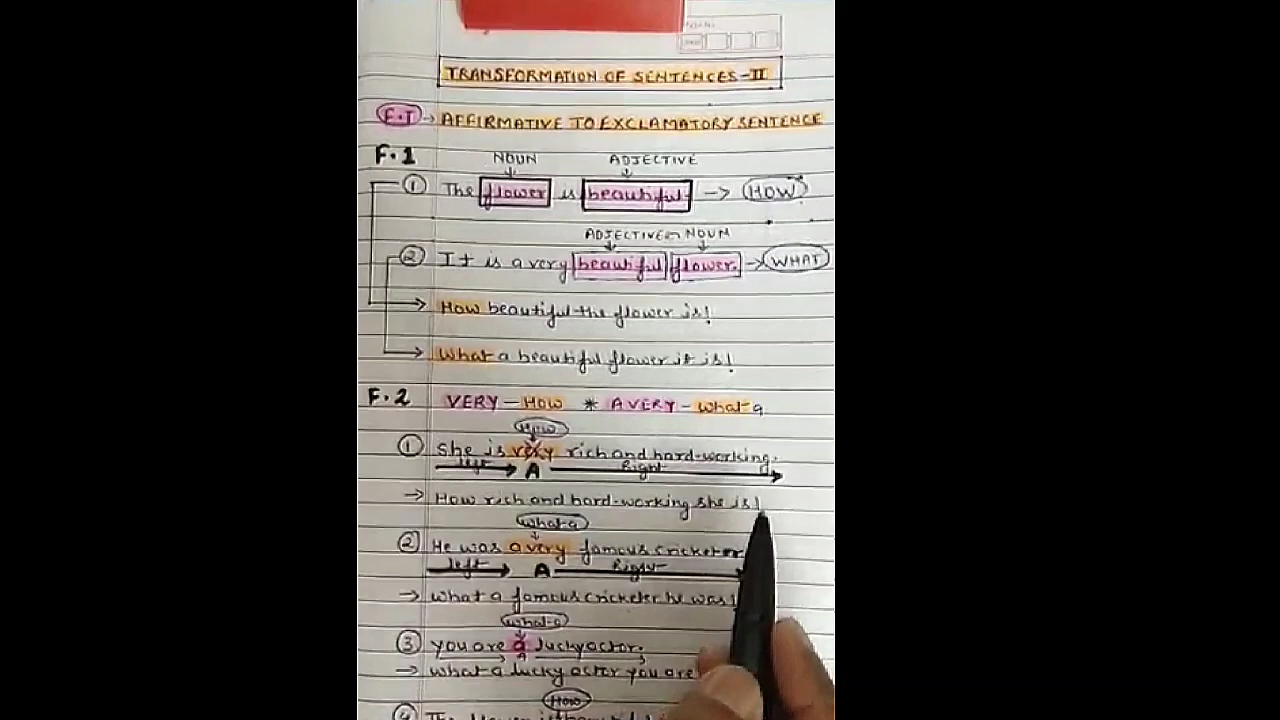 TRANSFORMATION OF SENTENCES-II
F.I → AFFIRMATIVE TO EXCLAMATORY SENTENCE
F.1 NOUN ADJECTIVE
① The flower is beautiful. → HOW
ADJECTIVE NOUN
② It is a very beautiful flower. → WHAT
How beautiful the flower is!
What a beautiful flower it is!
F.2 VERY - HOW * A VERY - what a
How
① She is very rich and hard-working.
left A Right
→ How rich and hard-working she is!
what a
② He was a very famous cricketer
left A Right
→ what a famous cricketer he was!
what a
③ you are a lucky actor.
A
→ what a lucky actor you are
How
④